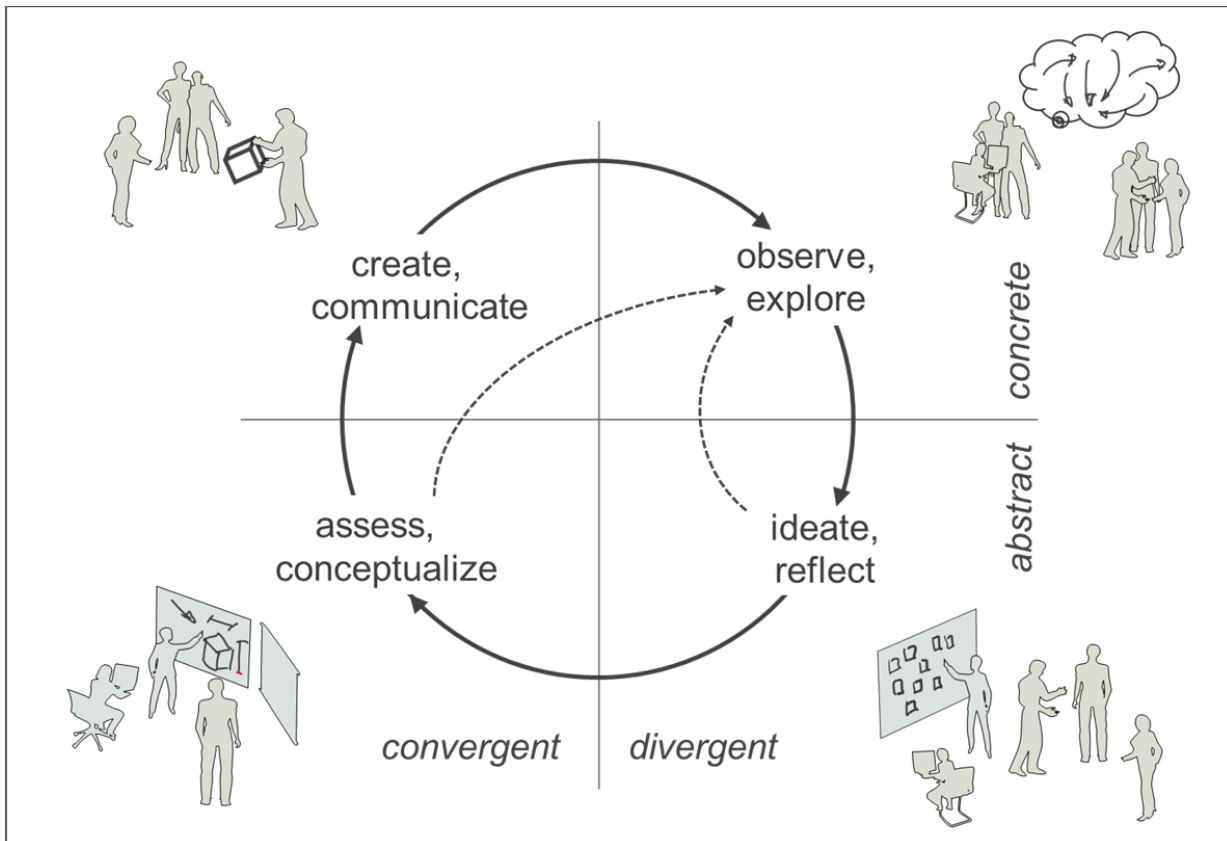 create,
communicate
observe,
explore
concrete
abstract
assess,
conceptualize
ideate,
reflect
convergent
divergent